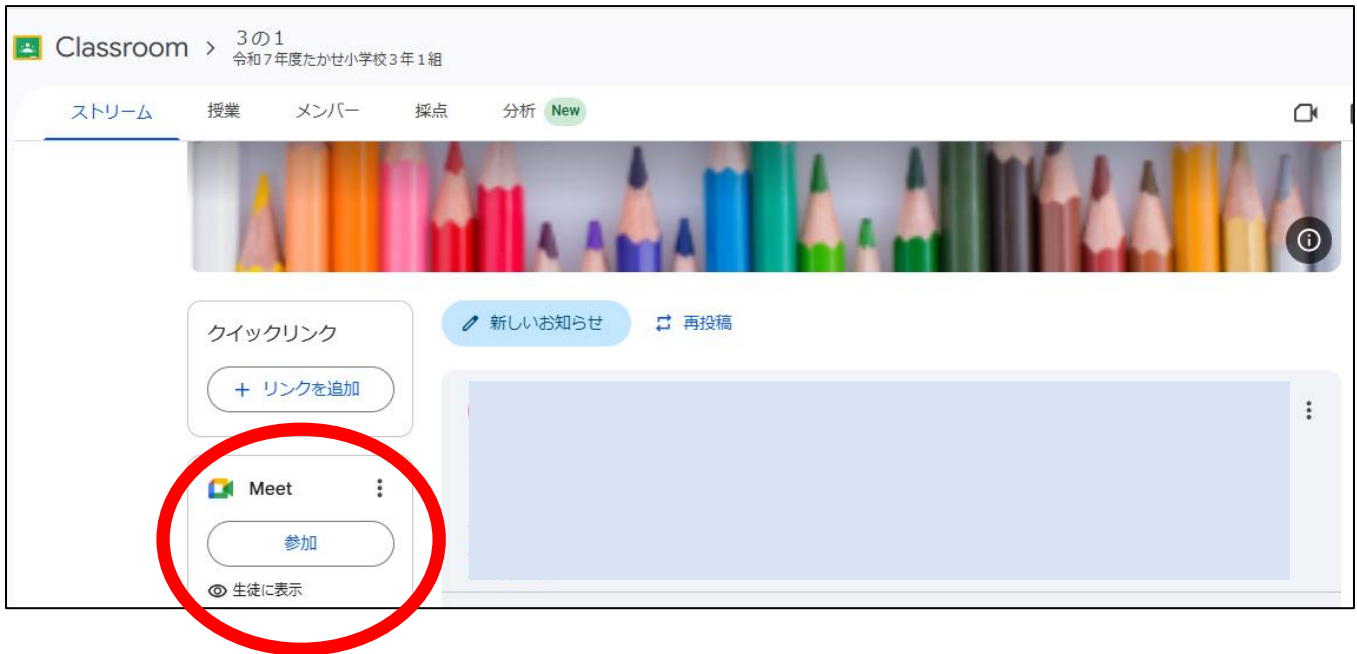 Classroom > 3の1
令和7年度たかせ小学校3年1組
ストリーム 授業 メンバー 採点 分析 New
クイックリンク
新しいお知らせ 再投稿
+ リンクを追加
Meet
参加
生徒に表示